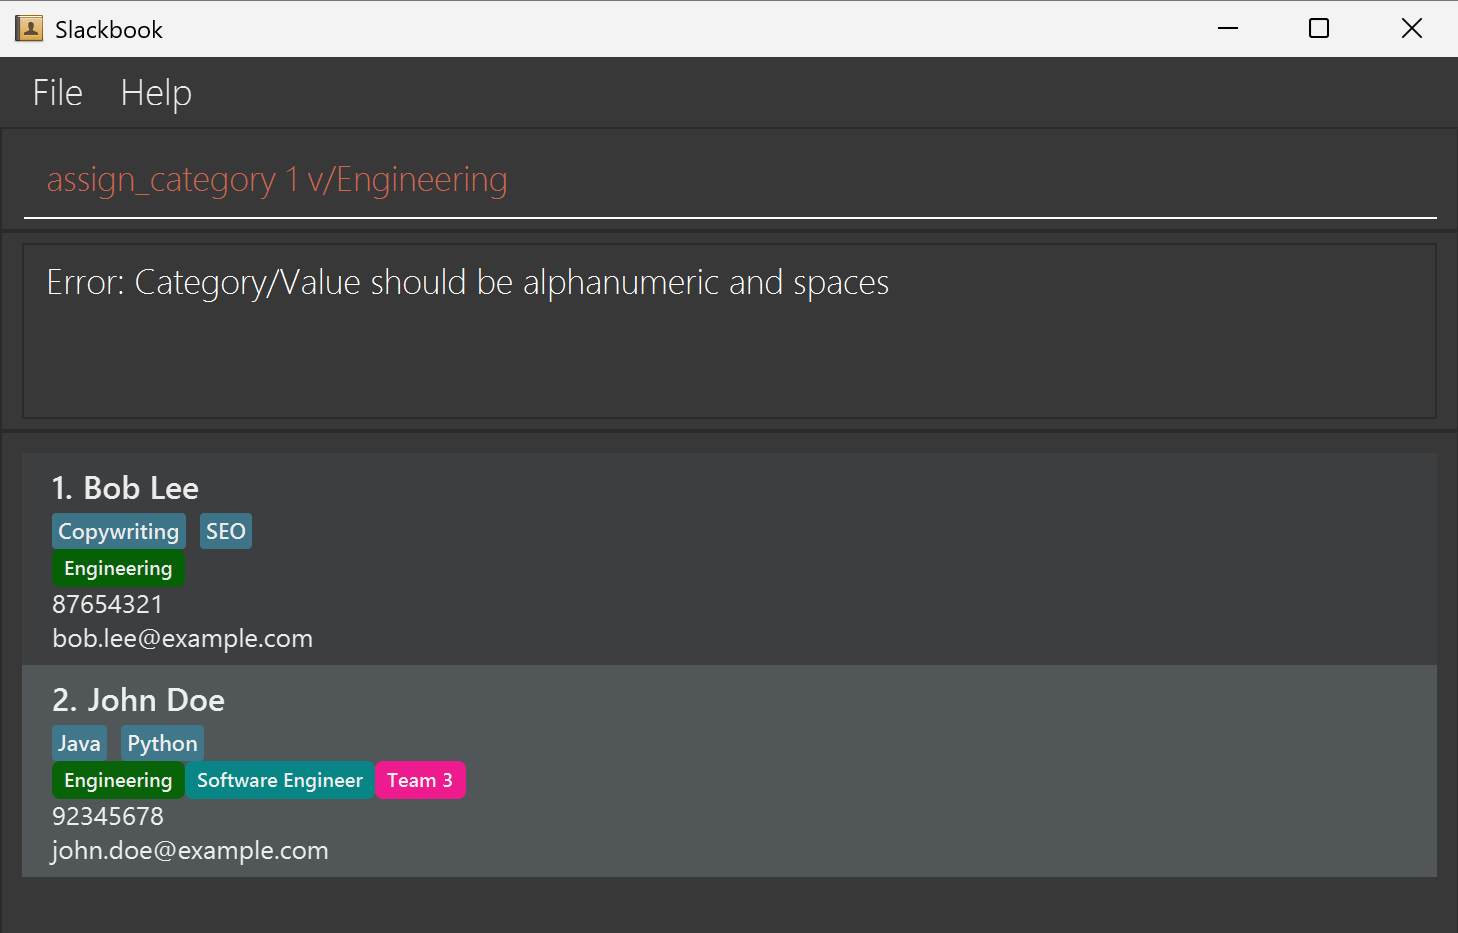 Slackbook
File Help
assign_category 1 v/Engineering
Error: Category/Value should be alphanumeric and spaces
1. Bob Lee
Copywriting SEO
Engineering
87654321
bob.lee@example.com
2. John Doe
Java Python
Engineering Software Engineer Team 3
92345678
john.doe@example.com